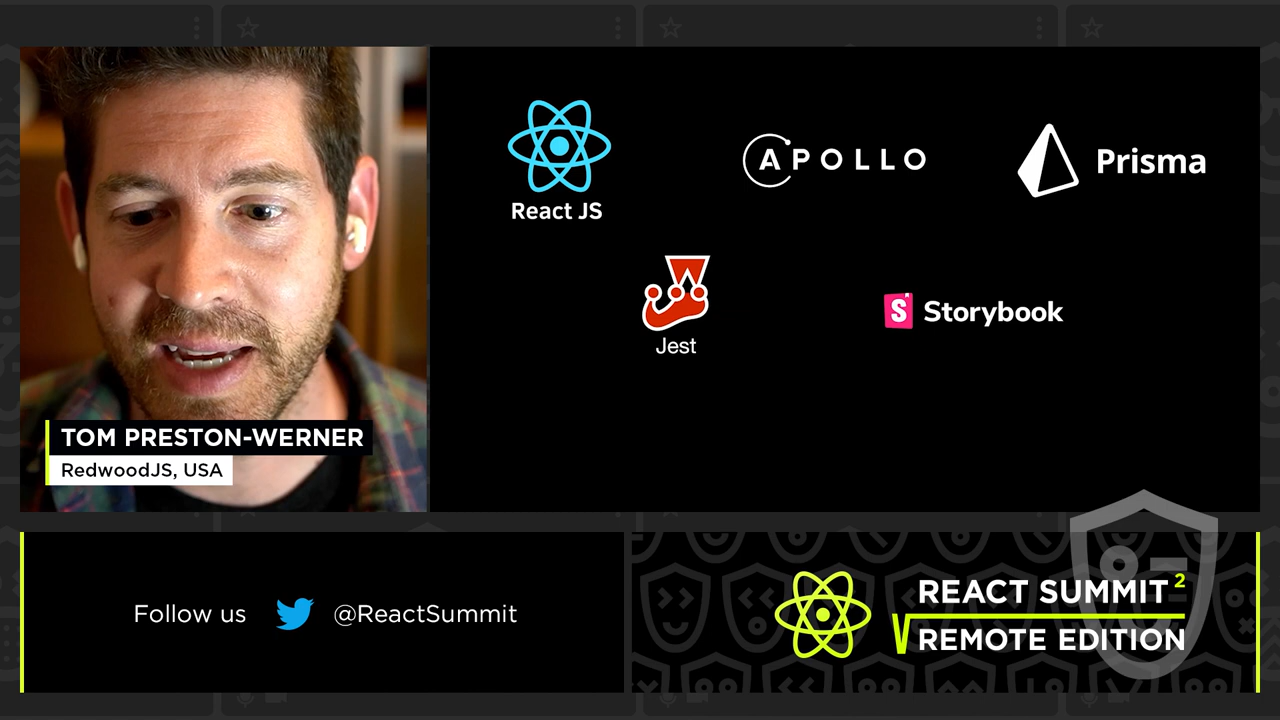 React JS
APOLLO
Prisma
Jest
S Storybook
TOM PRESTON-WERNER
RedwoodJS, USA
Follow us @ReactSummit
REACT SUMMIT 2
REMOTE EDITION